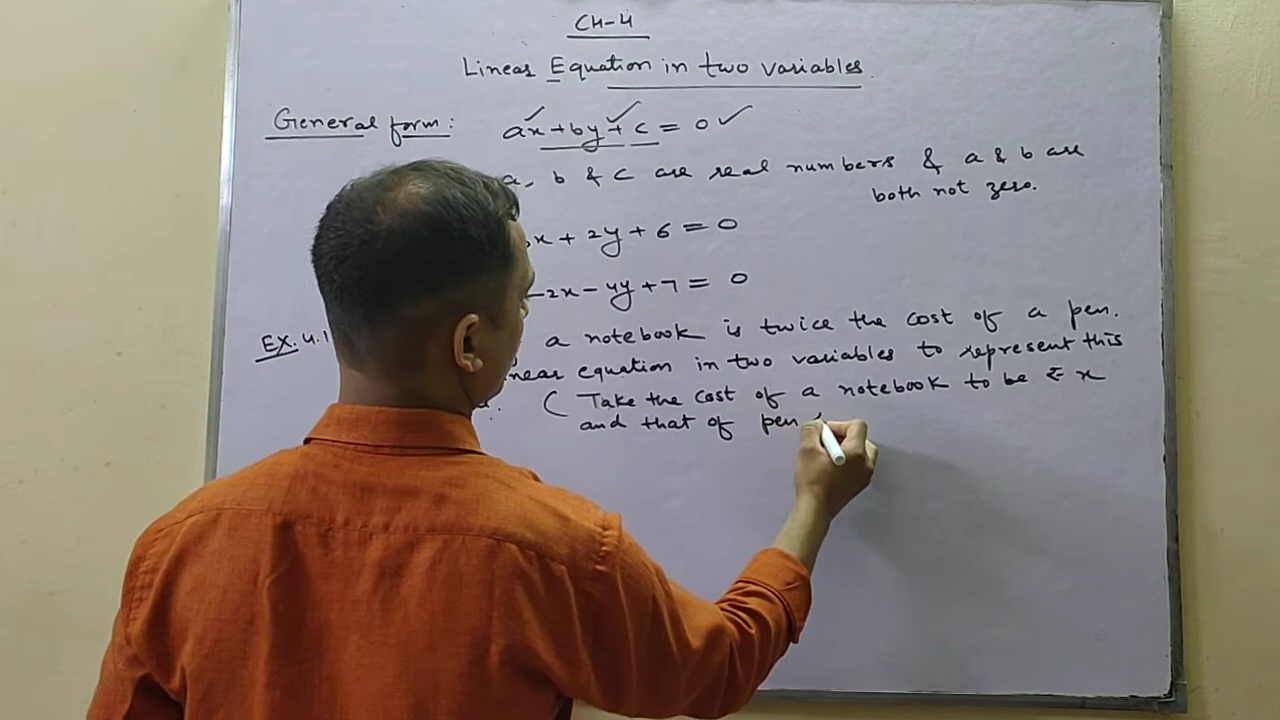 CH-4
Linear Equation in two variables.
General form: ax + by + c = 0
a, b & c are real numbers & a & b are
both not zero.
x + 2y + 6 = 0
-2x - 4y + 7 = 0
EX. 4.1 a notebook is twice the cost of a pen.
near equation in two variables to represent this
( Take the cost of a notebook to be ₹ x
and that of pen